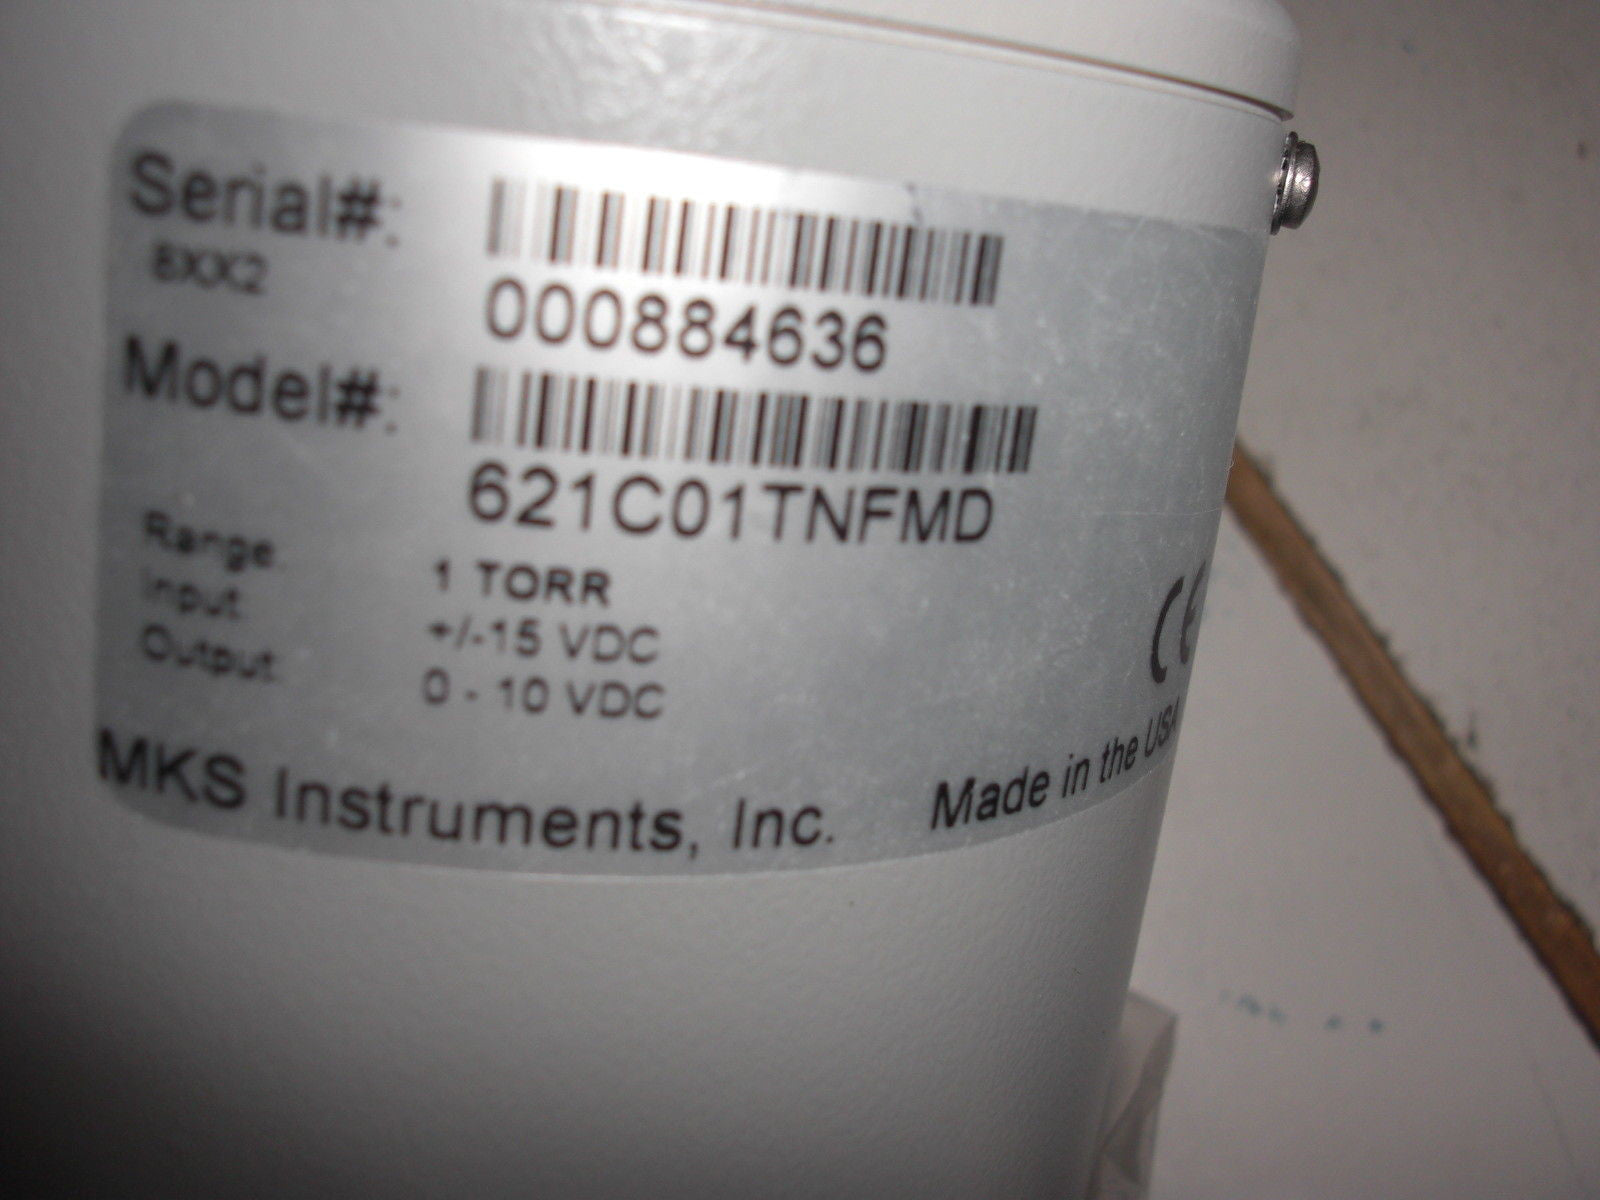 Serial#:
000884636
Model#:
621C01TNFMD
Range 1 TORR
Input +/-15 VDC
Output 0 - 10 VDC
CE
MKS Instruments, Inc. Made in the USA